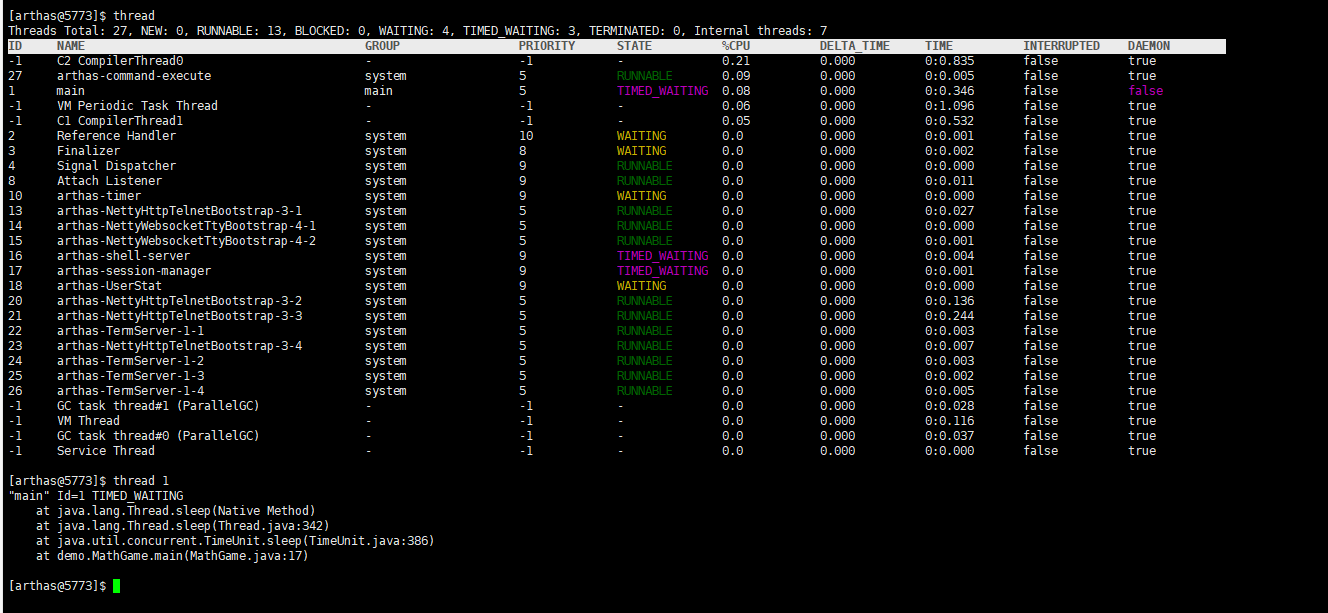 [arthas@5773]$ thread
Threads Total: 27, NEW: 0, RUNNABLE: 13, BLOCKED: 0, WAITING: 4, TIMED_WAITING: 3, TERMINATED: 0, Internal threads: 7
ID NAME GROUP PRIORITY STATE %CPU DELTA_TIME TIME INTERRUPTED DAEMON
-1 C2 CompilerThread0 - -1 - 0.21 0.000 0:0.835 false true
27 arthas-command-execute system 5 RUNNABLE 0.09 0.000 0:0.005 false true
1 main main 5 TIMED_WAITING 0.08 0.000 0:0.346 false false
-1 VM Periodic Task Thread - -1 - 0.06 0.000 0:1.096 false true
-1 C1 CompilerThread1 - -1 - 0.05 0.000 0:0.532 false true
2 Reference Handler system 10 WAITING 0.0 0.000 0:0.001 false true
3 Finalizer system 8 WAITING 0.0 0.000 0:0.002 false true
4 Signal Dispatcher system 9 RUNNABLE 0.0 0.000 0:0.000 false true
8 Attach Listener system 9 RUNNABLE 0.0 0.000 0:0.011 false true
10 arthas-timer system 9 WAITING 0.0 0.000 0:0.000 false true
13 arthas-NettyHttpTelnetBootstrap-3-1 system 5 RUNNABLE 0.0 0.000 0:0.027 false true
14 arthas-NettyWebsocketTtyBootstrap-4-1 system 5 RUNNABLE 0.0 0.000 0:0.000 false true
15 arthas-NettyWebsocketTtyBootstrap-4-2 system 5 RUNNABLE 0.0 0.000 0:0.001 false true
16 arthas-shell-server system 9 TIMED_WAITING 0.0 0.000 0:0.004 false true
17 arthas-session-manager system 9 TIMED_WAITING 0.0 0.000 0:0.001 false true
18 arthas-UserStat system 9 WAITING 0.0 0.000 0:0.000 false true
20 arthas-NettyHttpTelnetBootstrap-3-2 system 5 RUNNABLE 0.0 0.000 0:0.136 false true
21 arthas-NettyHttpTelnetBootstrap-3-3 system 5 RUNNABLE 0.0 0.000 0:0.244 false true
22 arthas-TermServer-1-1 system 5 RUNNABLE 0.0 0.000 0:0.003 false true
23 arthas-NettyHttpTelnetBootstrap-3-4 system 5 RUNNABLE 0.0 0.000 0:0.007 false true
24 arthas-TermServer-1-2 system 5 RUNNABLE 0.0 0.000 0:0.003 false true
25 arthas-TermServer-1-3 system 5 RUNNABLE 0.0 0.000 0:0.002 false true
26 arthas-TermServer-1-4 system 5 RUNNABLE 0.0 0.000 0:0.005 false true
-1 GC task thread#1 (ParallelGC) - -1 - 0.0 0.000 0:0.028 false true
-1 VM Thread - -1 - 0.0 0.000 0:0.116 false true
-1 GC task thread#0 (ParallelGC) - -1 - 0.0 0.000 0:0.037 false true
-1 Service Thread - -1 - 0.0 0.000 0:0.000 false true
[arthas@5773]$ thread 1
"main" Id=1 TIMED_WAITING
at java.lang.Thread.sleep(Native Method)
at java.lang.Thread.sleep(Thread.java:342)
at java.util.concurrent.TimeUnit.sleep(TimeUnit.java:386)
at demo.MathGame.main(MathGame.java:17)
[arthas@5773]$